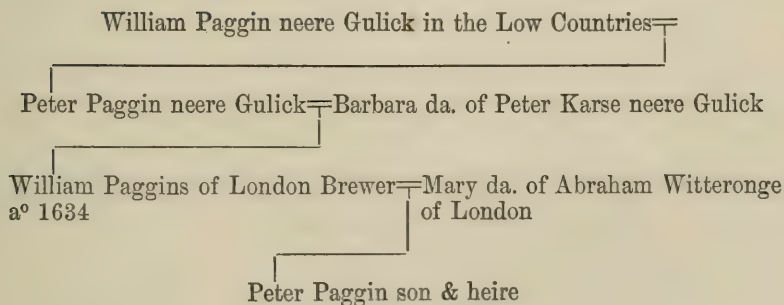 William Paggin neere Gulick in the Low Countries
Peter Paggin neere Gulick Barbara da. of Peter Karse neere Gulick
William Paggins of London Brewer Mary da. of Abraham Witteronge
aº 1634 of London
Peter Paggin son & heire